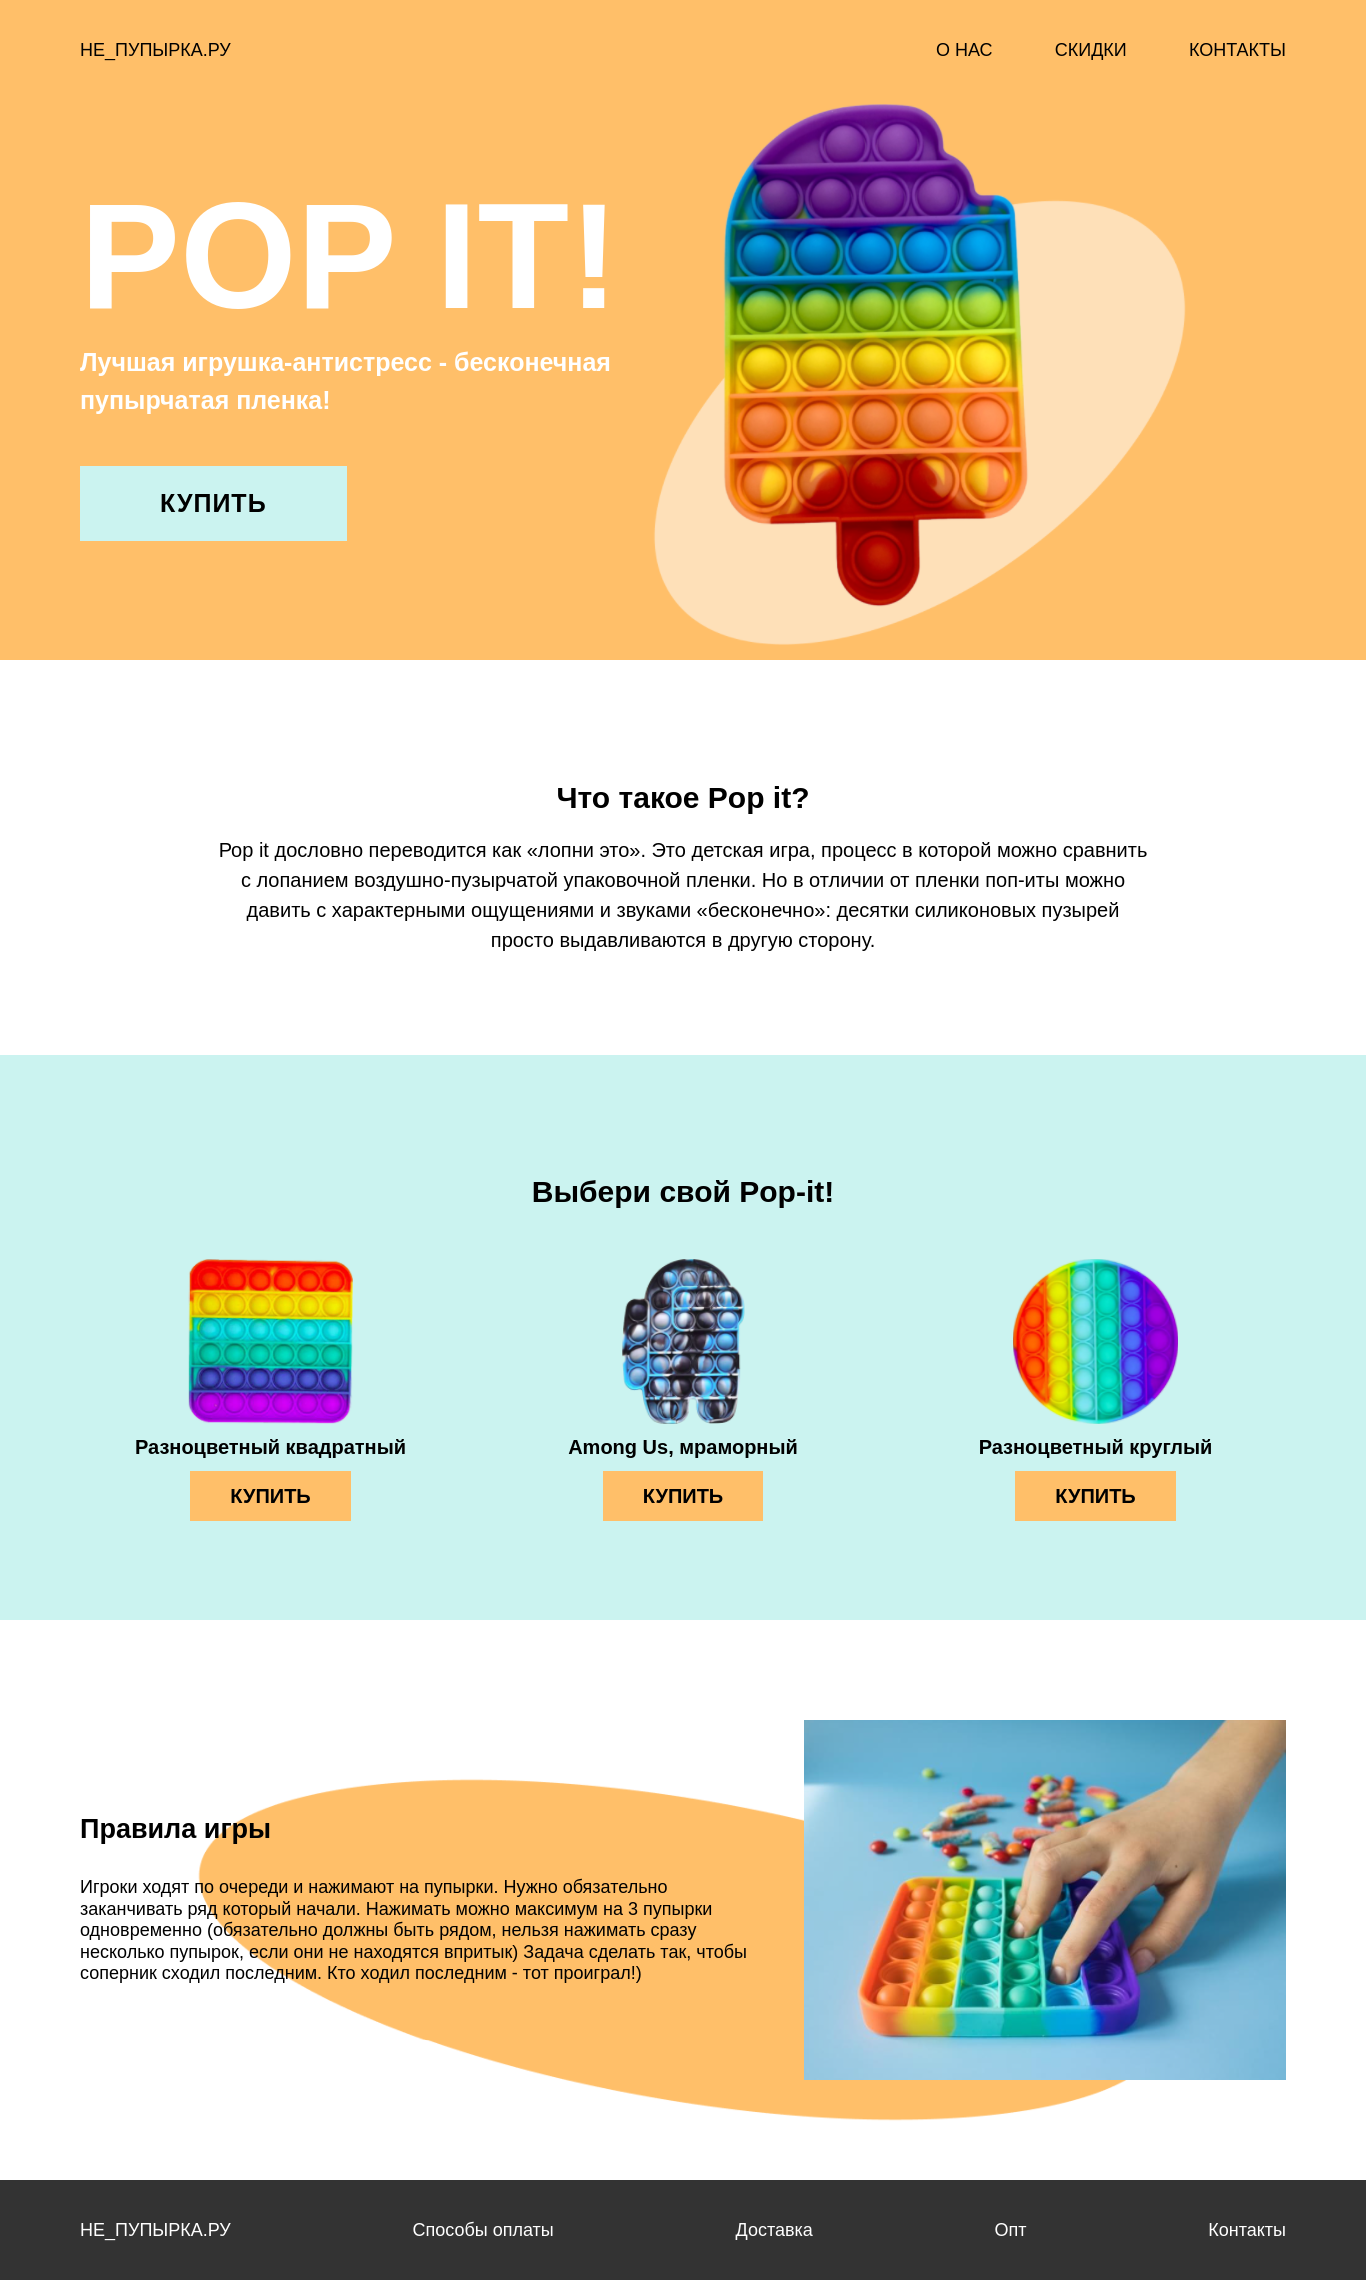 НЕ_ПУПЫРКА.РУ
О НАС
СКИДКИ
КОНТАКТЫ
POP IT!
Лучшая игрушка-антистресс - бесконечная
пупырчатая пленка!
КУПИТЬ
Что такое Pop it?
Pop it дословно переводится как «лопни это». Это детская игра, процесс в которой можно сравнить
с лопанием воздушно-пузырчатой упаковочной пленки. Но в отличии от пленки поп-иты можно
давить с характерными ощущениями и звуками «бесконечно»: десятки силиконовых пузырей
просто выдавливаются в другую сторону.
Выбери свой Pop-it!
Разноцветный квадратный
КУПИТЬ
Among Us, мраморный
КУПИТЬ
Разноцветный круглый
КУПИТЬ
Правила игры
Игроки ходят по очереди и нажимают на пупырки. Нужно обязательно
заканчивать ряд который начали. Нажимать можно максимум на 3 пупырки
одновременно (обязательно должны быть рядом, нельзя нажимать сразу
несколько пупырок, если они не находятся впритык) Задача сделать так, чтобы
соперник сходил последним. Кто ходил последним - тот проиграл!)
НЕ_ПУПЫРКА.РУ
Способы оплаты
Доставка
Опт
Контакты